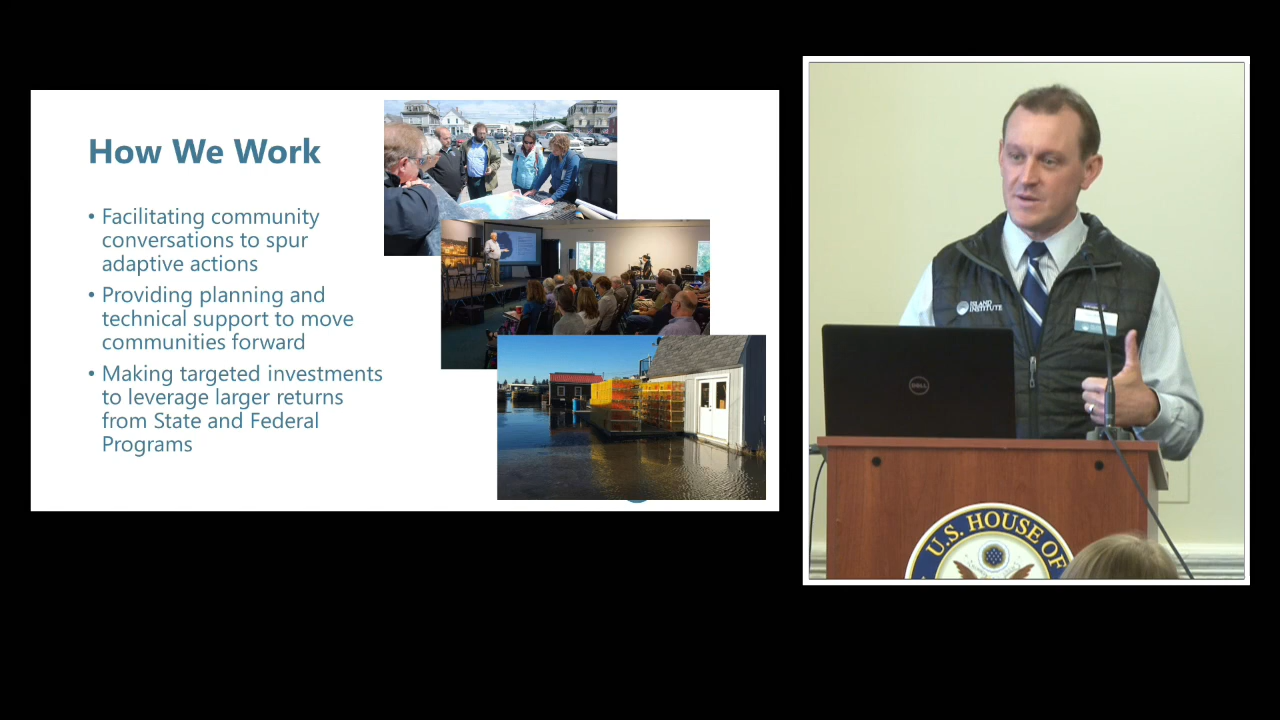 How We Work
• Facilitating community
conversations to spur
adaptive actions
• Providing planning and
technical support to move
communities forward
• Making targeted investments
to leverage larger returns
from State and Federal
Programs
ISLAND
INSTITUTE
DELL
U.S. HOUSE OF